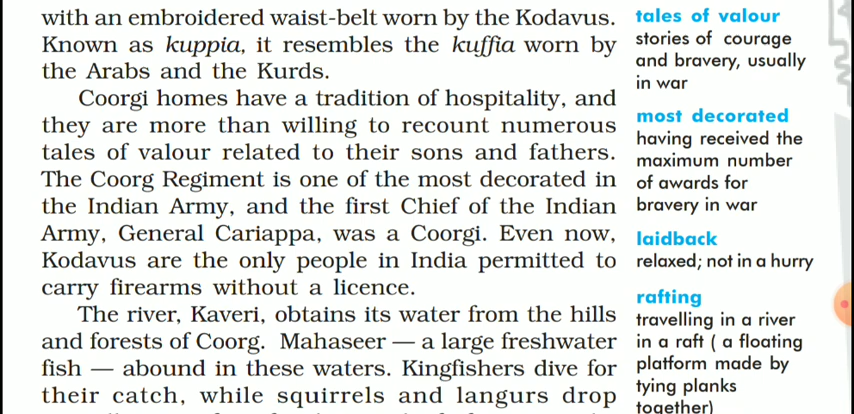 with an embroidered waist-belt worn by the Kodavus.
Known as kuppia, it resembles the kuffia worn by
the Arabs and the Kurds.
Coorgi homes have a tradition of hospitality, and
they are more than willing to recount numerous
tales of valour related to their sons and fathers.
The Coorg Regiment is one of the most decorated in
the Indian Army, and the first Chief of the Indian
Army, General Cariappa, was a Coorgi. Even now,
Kodavus are the only people in India permitted to
carry firearms without a licence.
The river, Kaveri, obtains its water from the hills
and forests of Coorg. Mahaseer — a large freshwater
fish — abound in these waters. Kingfishers dive for
their catch, while squirrels and langurs drop
tales of valour
stories of courage
and bravery, usually
in war
most decorated
having received the
maximum number
of awards for
bravery in war
laidback
relaxed; not in a hurry
rafting
travelling in a river
in a raft ( a floating
platform made by
tying planks
together)